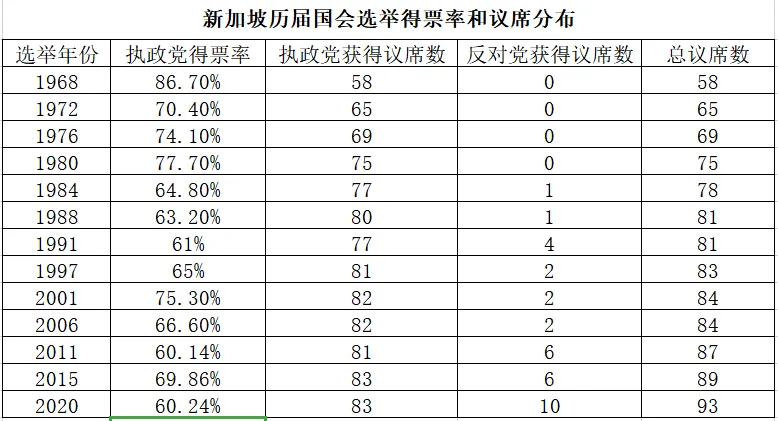 新加坡历届国会选举得票率和议席分布
选举年份 执政党得票率 执政党获得议席数 反对党获得议席数 总议席数
1968 86.70% 58 0 58
1972 70.40% 65 0 65
1976 74.10% 69 0 69
1980 77.70% 75 0 75
1984 64.80% 77 1 78
1988 63.20% 80 1 81
1991 61% 77 4 81
1997 65% 81 2 83
2001 75.30% 82 2 84
2006 66.60% 82 2 84
2011 60.14% 81 6 87
2015 69.86% 83 6 89
2020 60.24% 83 10 93